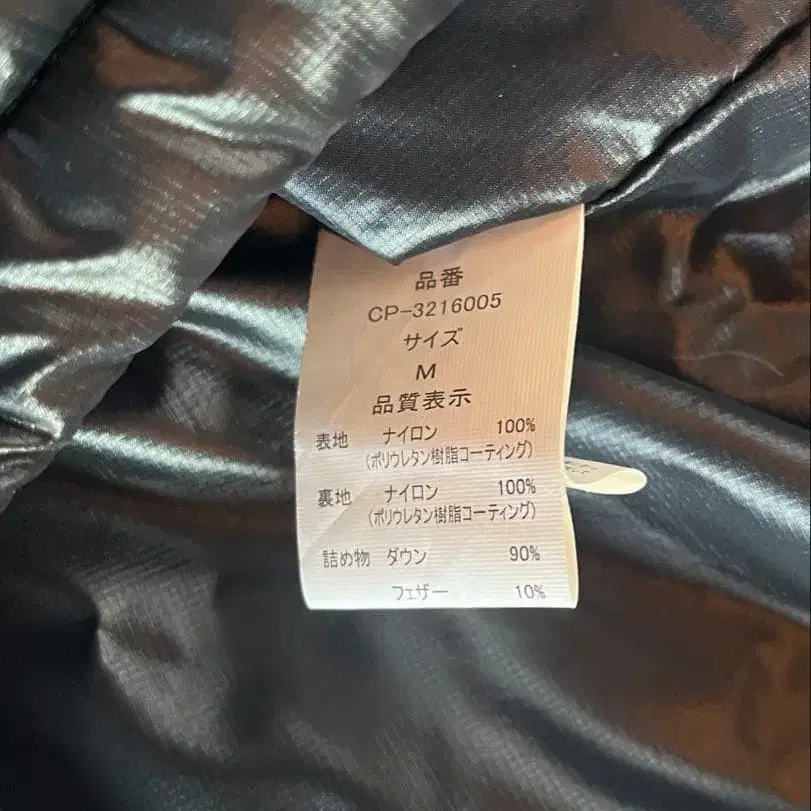 品番
CP-3216005
サイズ
M
品質表示
表地 ナイロン 100%
(ポリウレタン樹脂コーティング)
裏地 ナイロン 100%
(ポリウレタン樹脂コーティング)
詰め物 ダウン 90%
フェザー 10%